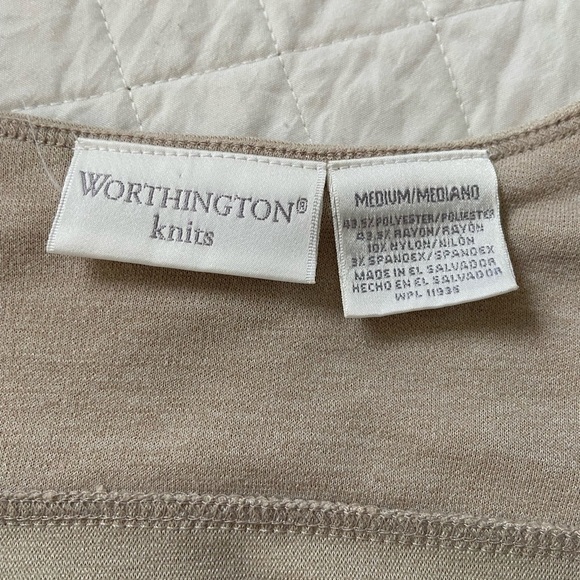 WORTHINGTON®
knits
MEDIUM/MEDIANO
43.5% POLYESTER/POLIESTER
43.5% RAYON/RAYÓN
10% NYLON/NILON
3% SPANDEX/SPANDEX
MADE IN EL SALVADOR
HECHO EN EL SALVADOR
WPL 11935